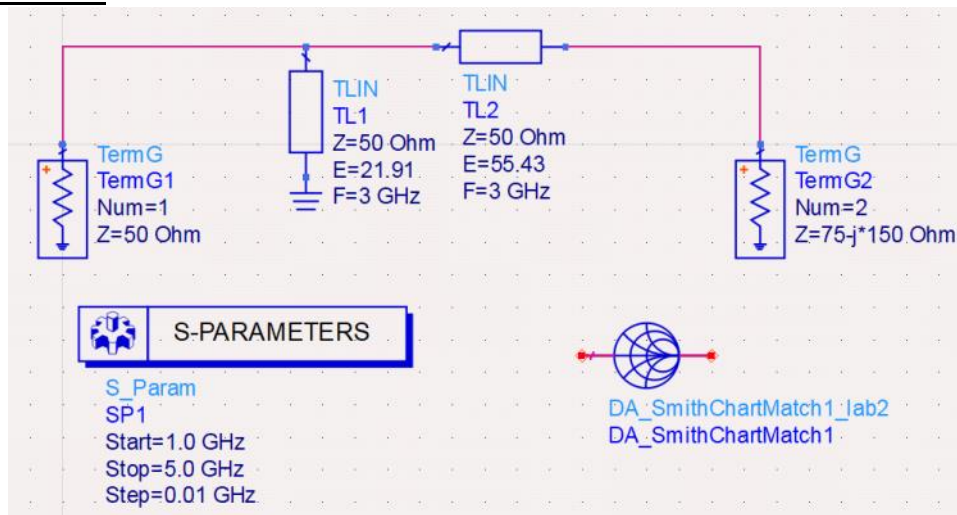 TermG
TermG1
Num=1
Z=50 Ohm
TLIN
TL1
Z=50 Ohm
E=21.91
F=3 GHz
TLIN
TL2
Z=50 Ohm
E=55.43
F=3 GHz
TermG
TermG2
Num=2
Z=75-j*150 Ohm
S-PARAMETERS
S_Param
SP1
Start=1.0 GHz
Stop=5.0 GHz
Step=0.01 GHz
DA_SmithChartMatch1_lab2
DA_SmithChartMatch1